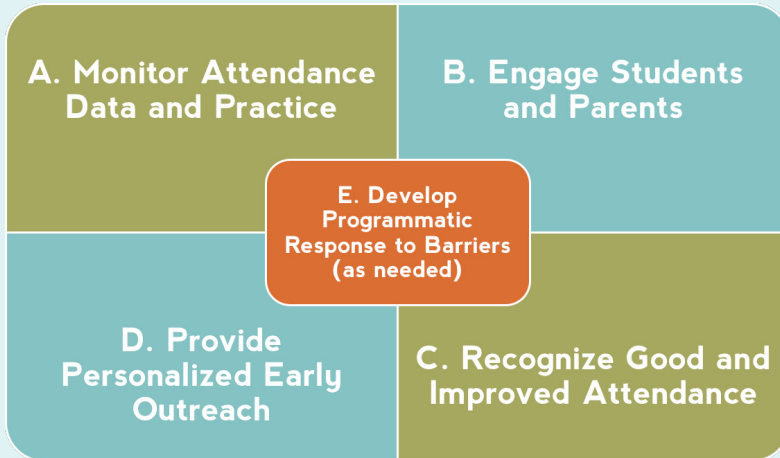 A. Monitor Attendance
Data and Practice
B. Engage Students
and Parents
E. Develop
Programmatic
Response to Barriers
(as needed)
D. Provide
Personalized Early
Outreach
C. Recognize Good and
Improved Attendance